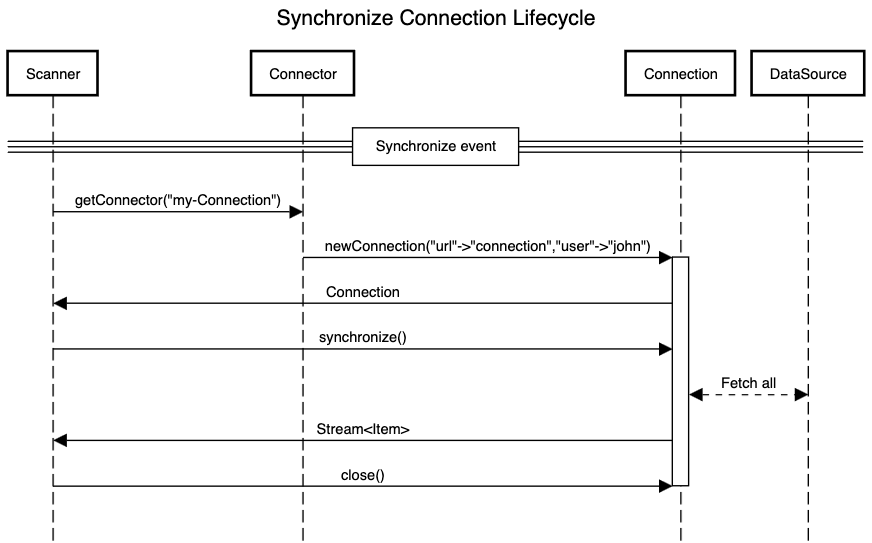 Synchronize Connection Lifecycle
Scanner
Connector
Connection
DataSource
Synchronize event
getConnector("my-Connection")
newConnection("url"->"connection","user"->"john")
Connection
synchronize()
Fetch all
Stream<Item>
close()